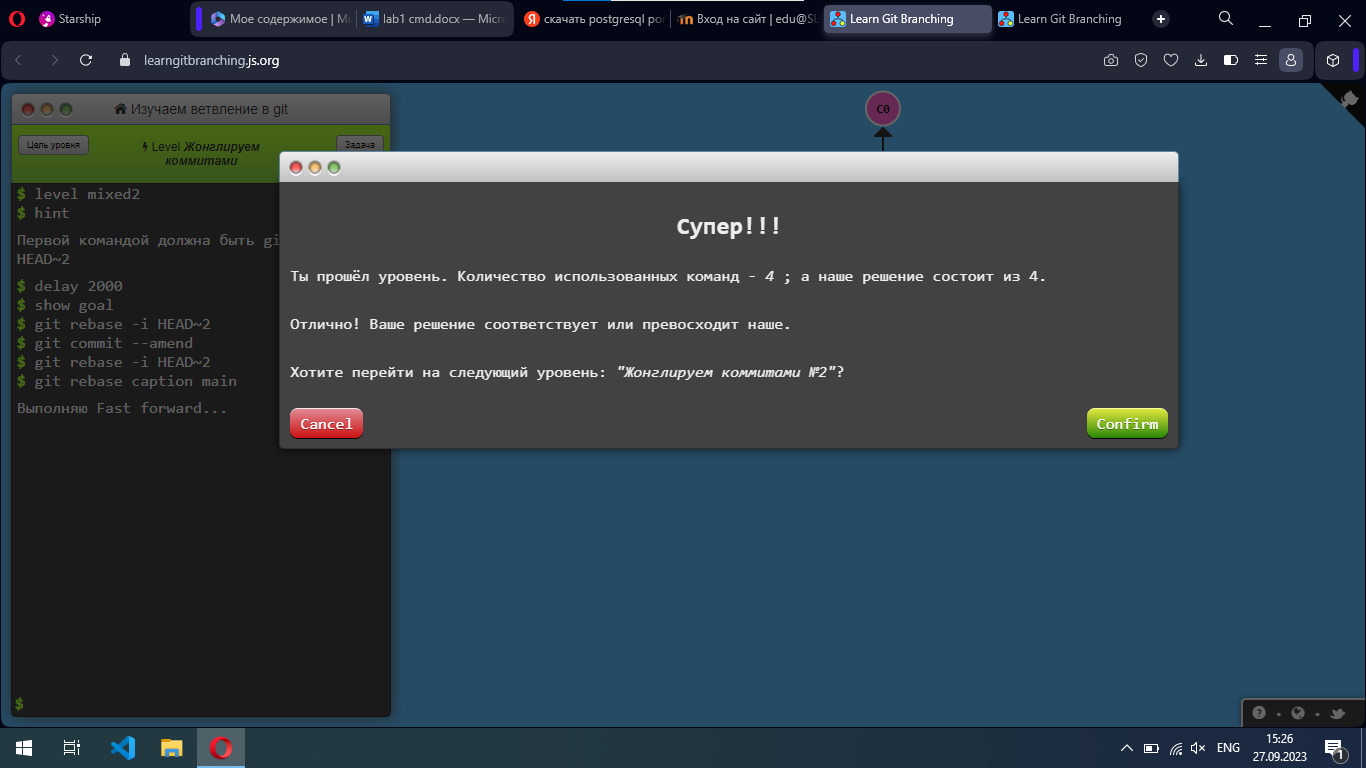 Starship
Мое содержимое | Mi
lab1 cmd.docx — Micro
скачать postgresql por
Вход на сайт | edu@SU
Learn Git Branching
Learn Git Branching
learngitbranching.js.org
Изучаем ветвление в git
Цель уровня
Level Жонглируем
коммитами
Задача
$ level mixed2
$ hint
Первой командой должна быть gi
HEAD~2
$ delay 2000
$ show goal
$ git rebase -i HEAD~2
$ git commit --amend
$ git rebase -i HEAD~2
$ git rebase caption main
Выполняю Fast forward...
$
C0
Супер!!!
Ты прошёл уровень. Количество использованных команд - 4 ; а наше решение состоит из 4.
Отлично! Ваше решение соответствует или превосходит наше.
Хотите перейти на следующий уровень: "Жонглируем коммитами №2"?
Cancel
Confirm
ENG
15:26
27.09.2023
1